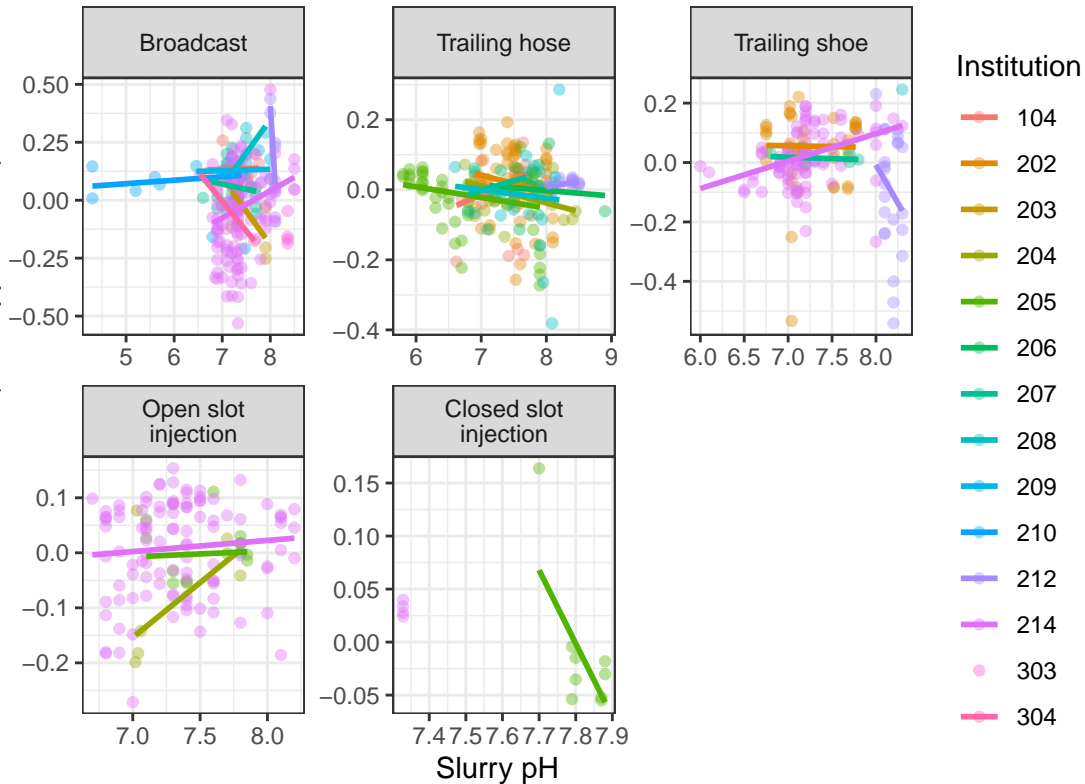 Broadcast
Trailing hose
Trailing shoe
0.50
0.25
0.00
−0.25
−0.50
5 6 7 8
0.2
0.0
−0.2
−0.4
6 7 8 9
0.2
0.0
−0.2
−0.4
6.0 6.5 7.0 7.5 8.0
Open slot
injection
Closed slot
injection
0.1
0.0
−0.1
−0.2
7.0 7.5 8.0
0.15
0.10
0.05
0.00
−0.05
7.4 7.5 7.6 7.7 7.8 7.9
Slurry pH
Institution
104
202
203
204
205
206
207
208
209
210
212
214
303
304